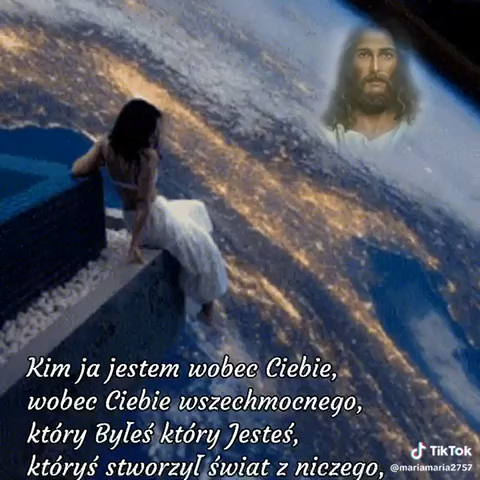 Kim ja jestem wobec Ciebie,
wobec Ciebie wszechmocnego,
który Byłeś który Jesteś,
któryś stworzył świat z niczego,
TikTok
@mariamaria2757